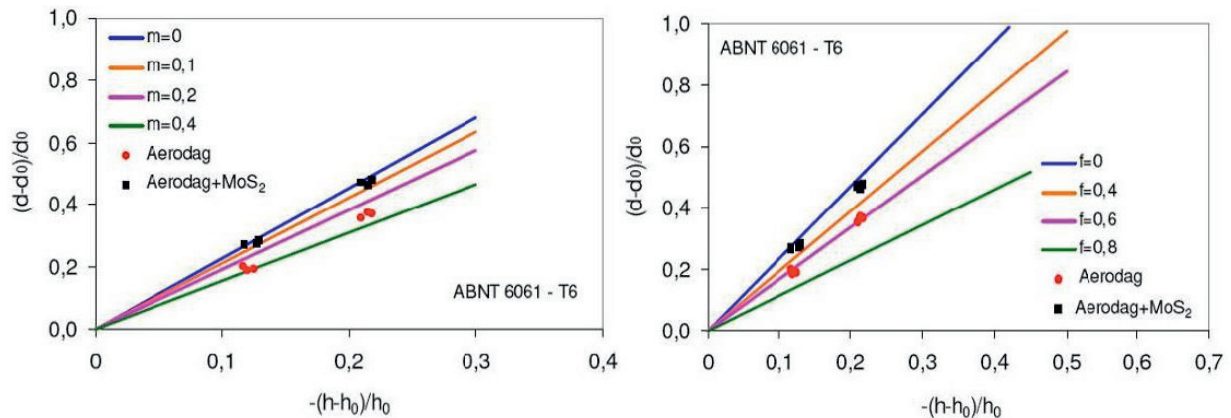 1,0
0,8
0,6
0,4
0,2
0,0
(d-d0)/d0
m=0
m=0,1
m=0,2
m=0,4
Aerodag
Aerodag+MoS2
ABNT 6061 - T6
0
0,1
0,2
0,3
0,4
-(h-h0)/h0
1,0
0,8
0,6
0,4
0,2
0,0
(d-d0)/d0
ABNT 6061 - T6
f=0
f=0,4
f=0,6
f=0,8
Aerodag
Aerodag+MoS2
0
0,1
0,2
0,3
0,4
0,5
0,6
0,7
-(h-h0)/h0